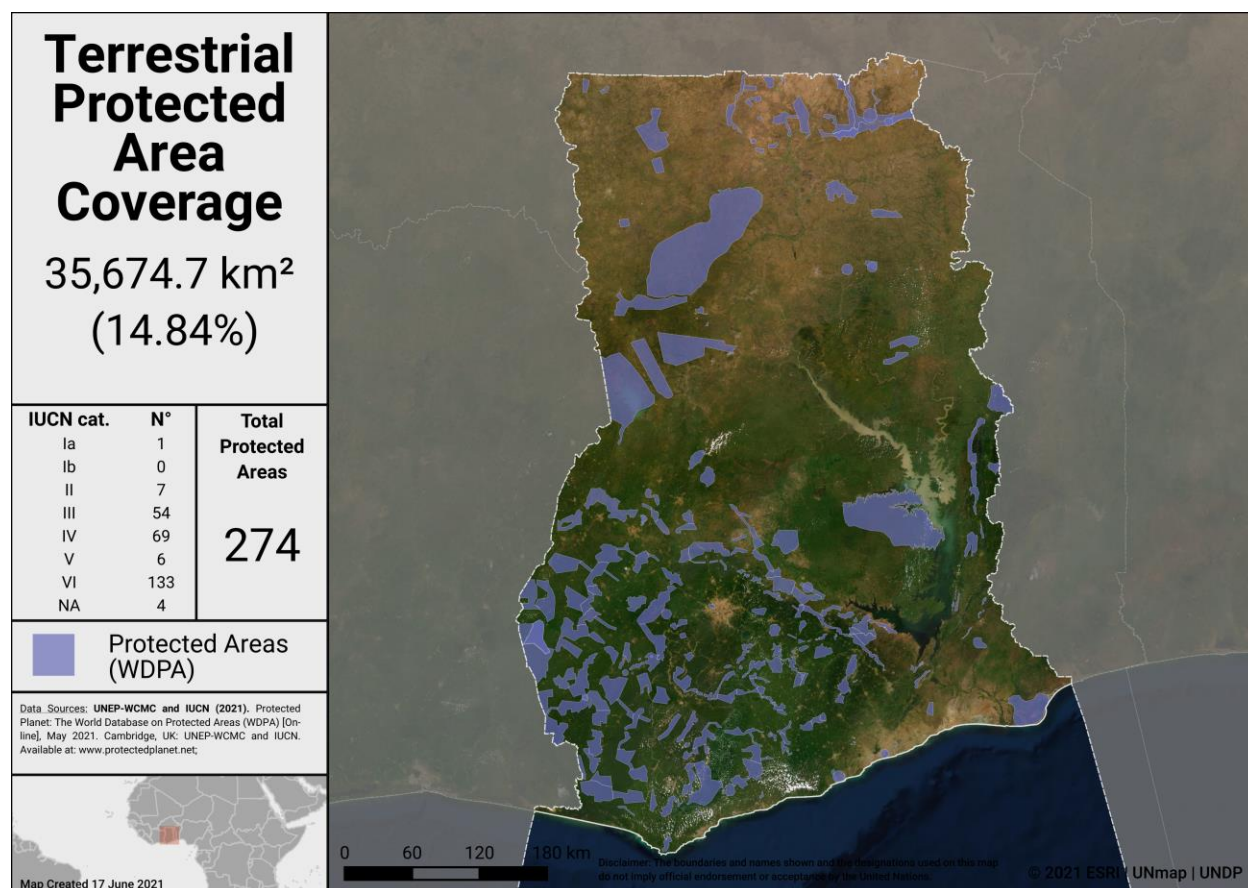 Terrestrial
Protected
Area
Coverage
35,674.7 km²
(14.84%)
IUCN cat. N°
Ia 1
Ib 0
II 7
III 54
IV 69
V 6
VI 133
NA 4
Total
Protected
Areas
274
Protected Areas
(WDPA)
Data Sources: UNEP-WCMC and IUCN (2021). Protected
Planet: The World Database on Protected Areas (WDPA) [On-
line], May 2021. Cambridge, UK: UNEP-WCMC and IUCN.
Available at: www.protectedplanet.net;
Map Created 17 June 2021
0 60 120 180 km
Disclaimer: The boundaries and names shown and the designations used on this map
do not imply official endorsement or acceptance by the United Nations.
© 2021 ESRI | UNmap | UNDP